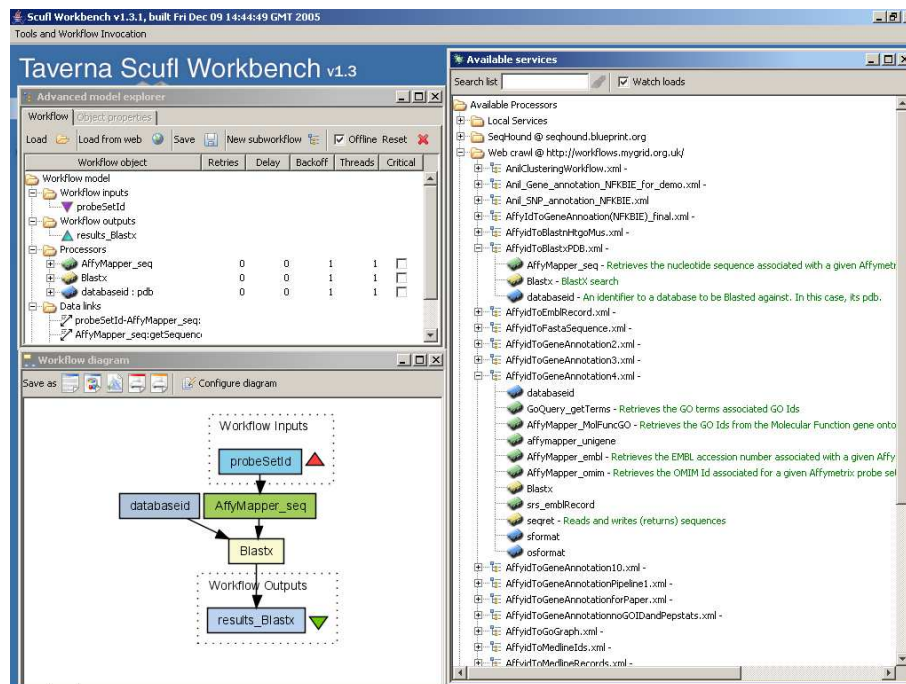 Scufl Workbench v1.3.1, built Fri Dec 09 14:44:49 GMT 2005
Tools and Workflow Invocation
Taverna Scufl Workbench v1.3
Advanced model explorer
Workflow Object properties
Load Load from web Save New subworkflow Offline Reset
Workflow object Retries Delay Backoff Threads Critical
Workflow model
Workflow inputs
probeSetId
Workflow outputs
results_Blastx
Processors
AffyMapper_seq 0 0 1 1
Blastx 0 0 1 1
databaseid : pdb 0 0 1 1
Data links
probeSetId-AffyMapper_seq:
AffyMapper_seq:getSequenc
Workflow diagram
Save as Configure diagram
Workflow Inputs
probeSetId
databaseid AffyMapper_seq
Blastx
Workflow Outputs
results_Blastx
Available services
Search list Watch loads
Available Processors
Local Services
SeqHound @ seqhound.blueprint.org
Web crawl @ http://workflows.mygrid.org.uk/
AnilClusteringWorkflow.xml -
Anil_Gene_annotation_NFKBIE_for_demo.xml -
Anil_SNP_annotation_NFKBIE.xml
AffyIdToGeneAnnoation(NFKBIE)_final.xml -
AffyidToBlastnHtgoMus.xml -
AffyidToBlastxPDB.xml -
AffyMapper_seq - Retrieves the nucleotide sequence associated with a given Affymetr
Blastx - BlastX search
databaseid - An identifier to a database to be Blasted against. In this case, its pdb.
AffyidToEmblRecord.xml -
AffyidToFastaSequence.xml -
AffyidToGeneAnnotation2.xml -
AffyidToGeneAnnotation3.xml -
AffyidToGeneAnnotation4.xml -
databaseid
GoQuery_getTerms - Retrieves the GO terms associated GO Ids
AffyMapper_MolFuncGO - Retrieves the GO Ids from the Molecular Function gene onto
affymapper_unigene
AffyMapper_embl - Retrieves the EMBL accession number associated with a given Affy
AffyMapper_omim - Retrieves the OMIM Id associated for a given Affymetrix probe se
Blastx
srs_emblRecord
seqret - Reads and writes (returns) sequences
sformat
osformat
AffyidToGeneAnnotation10.xml -
AffyidToGeneAnnotationPipeline1.xml -
AffyidToGeneAnnotationforPaper.xml -
AffyidToGeneAnnotationnoGOIDandPepstats.xml -
AffyidToGoGraph.xml -
AffyidToMedlineIds.xml -
AffyidToMedlineRecords.xml -